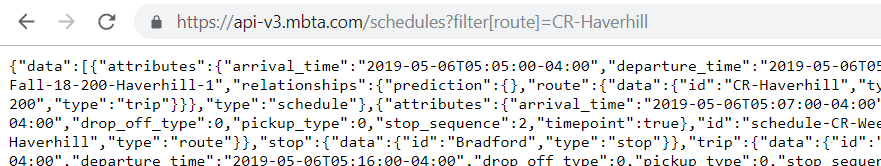 https://api-v3.mbta.com/schedules?filter[route]=CR-Haverhill
{"data":[{"attributes":{"arrival_time":"2019-05-06T05:05:00-04:00","departure_time":"2019-05-06T05
Fall-18-200-Haverhill-1","relationships":{"prediction":{},"route":{"data":{"id":"CR-Haverhill","ty
200","type":"trip"}}},"type":"schedule"},{"attributes":{"arrival_time":"2019-05-06T05:07:00-04:00"
04:00","drop_off_type":0,"pickup_type":0,"stop_sequence":2,"timepoint":true},"id":"schedule-CR-Wee
Haverhill","type":"route"}},"stop":{"data":{"id":"Bradford","type":"stop"}},"trip":{"data":{"id":"
04:00","departure_time":"2019-05-06T05:16:00-04:00","drop_off_type":0,"pickup_type":0,"stop_sequen